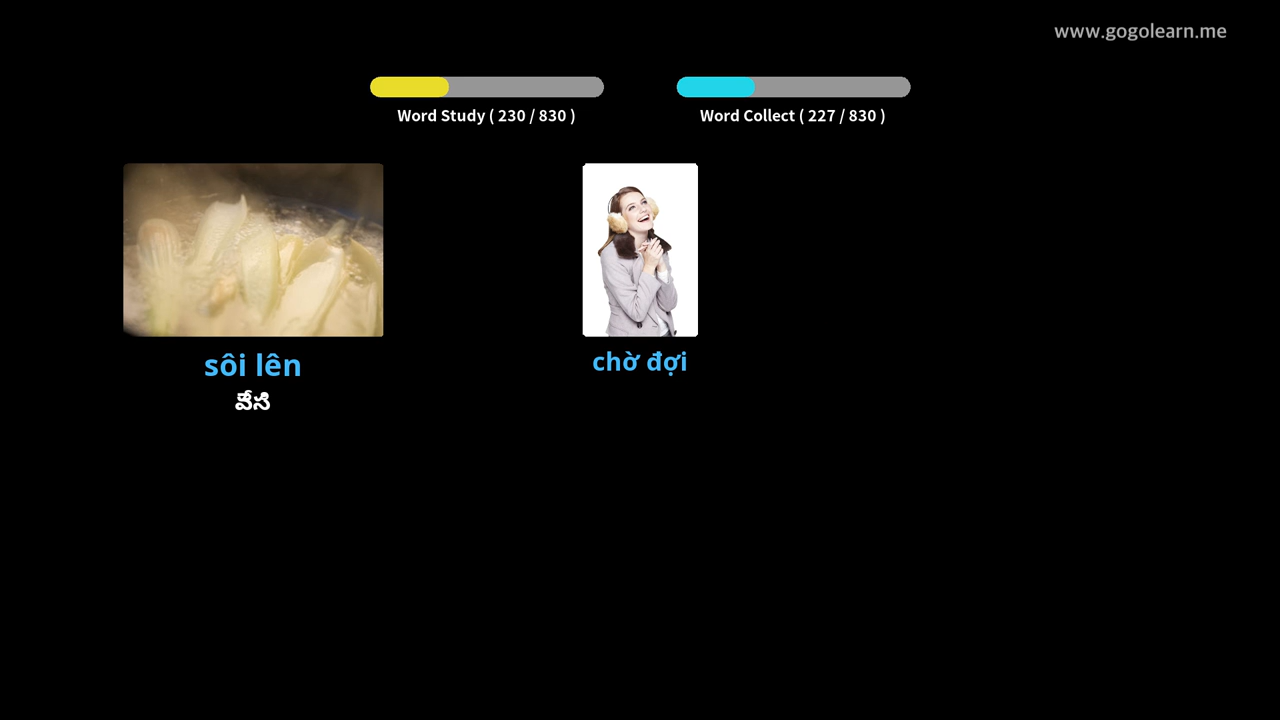 www.gogolearn.me
Word Study ( 230 / 830 )
Word Collect ( 227 / 830 )
sôi lên
వేసి
chờ đợi